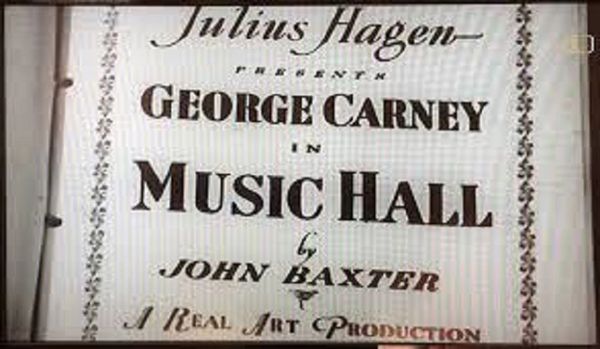 Julius Hagen
PRESENTS
GEORGE CARNEY
IN
MUSIC HALL
by
JOHN BAXTER
A REAL ART PRODUCTION